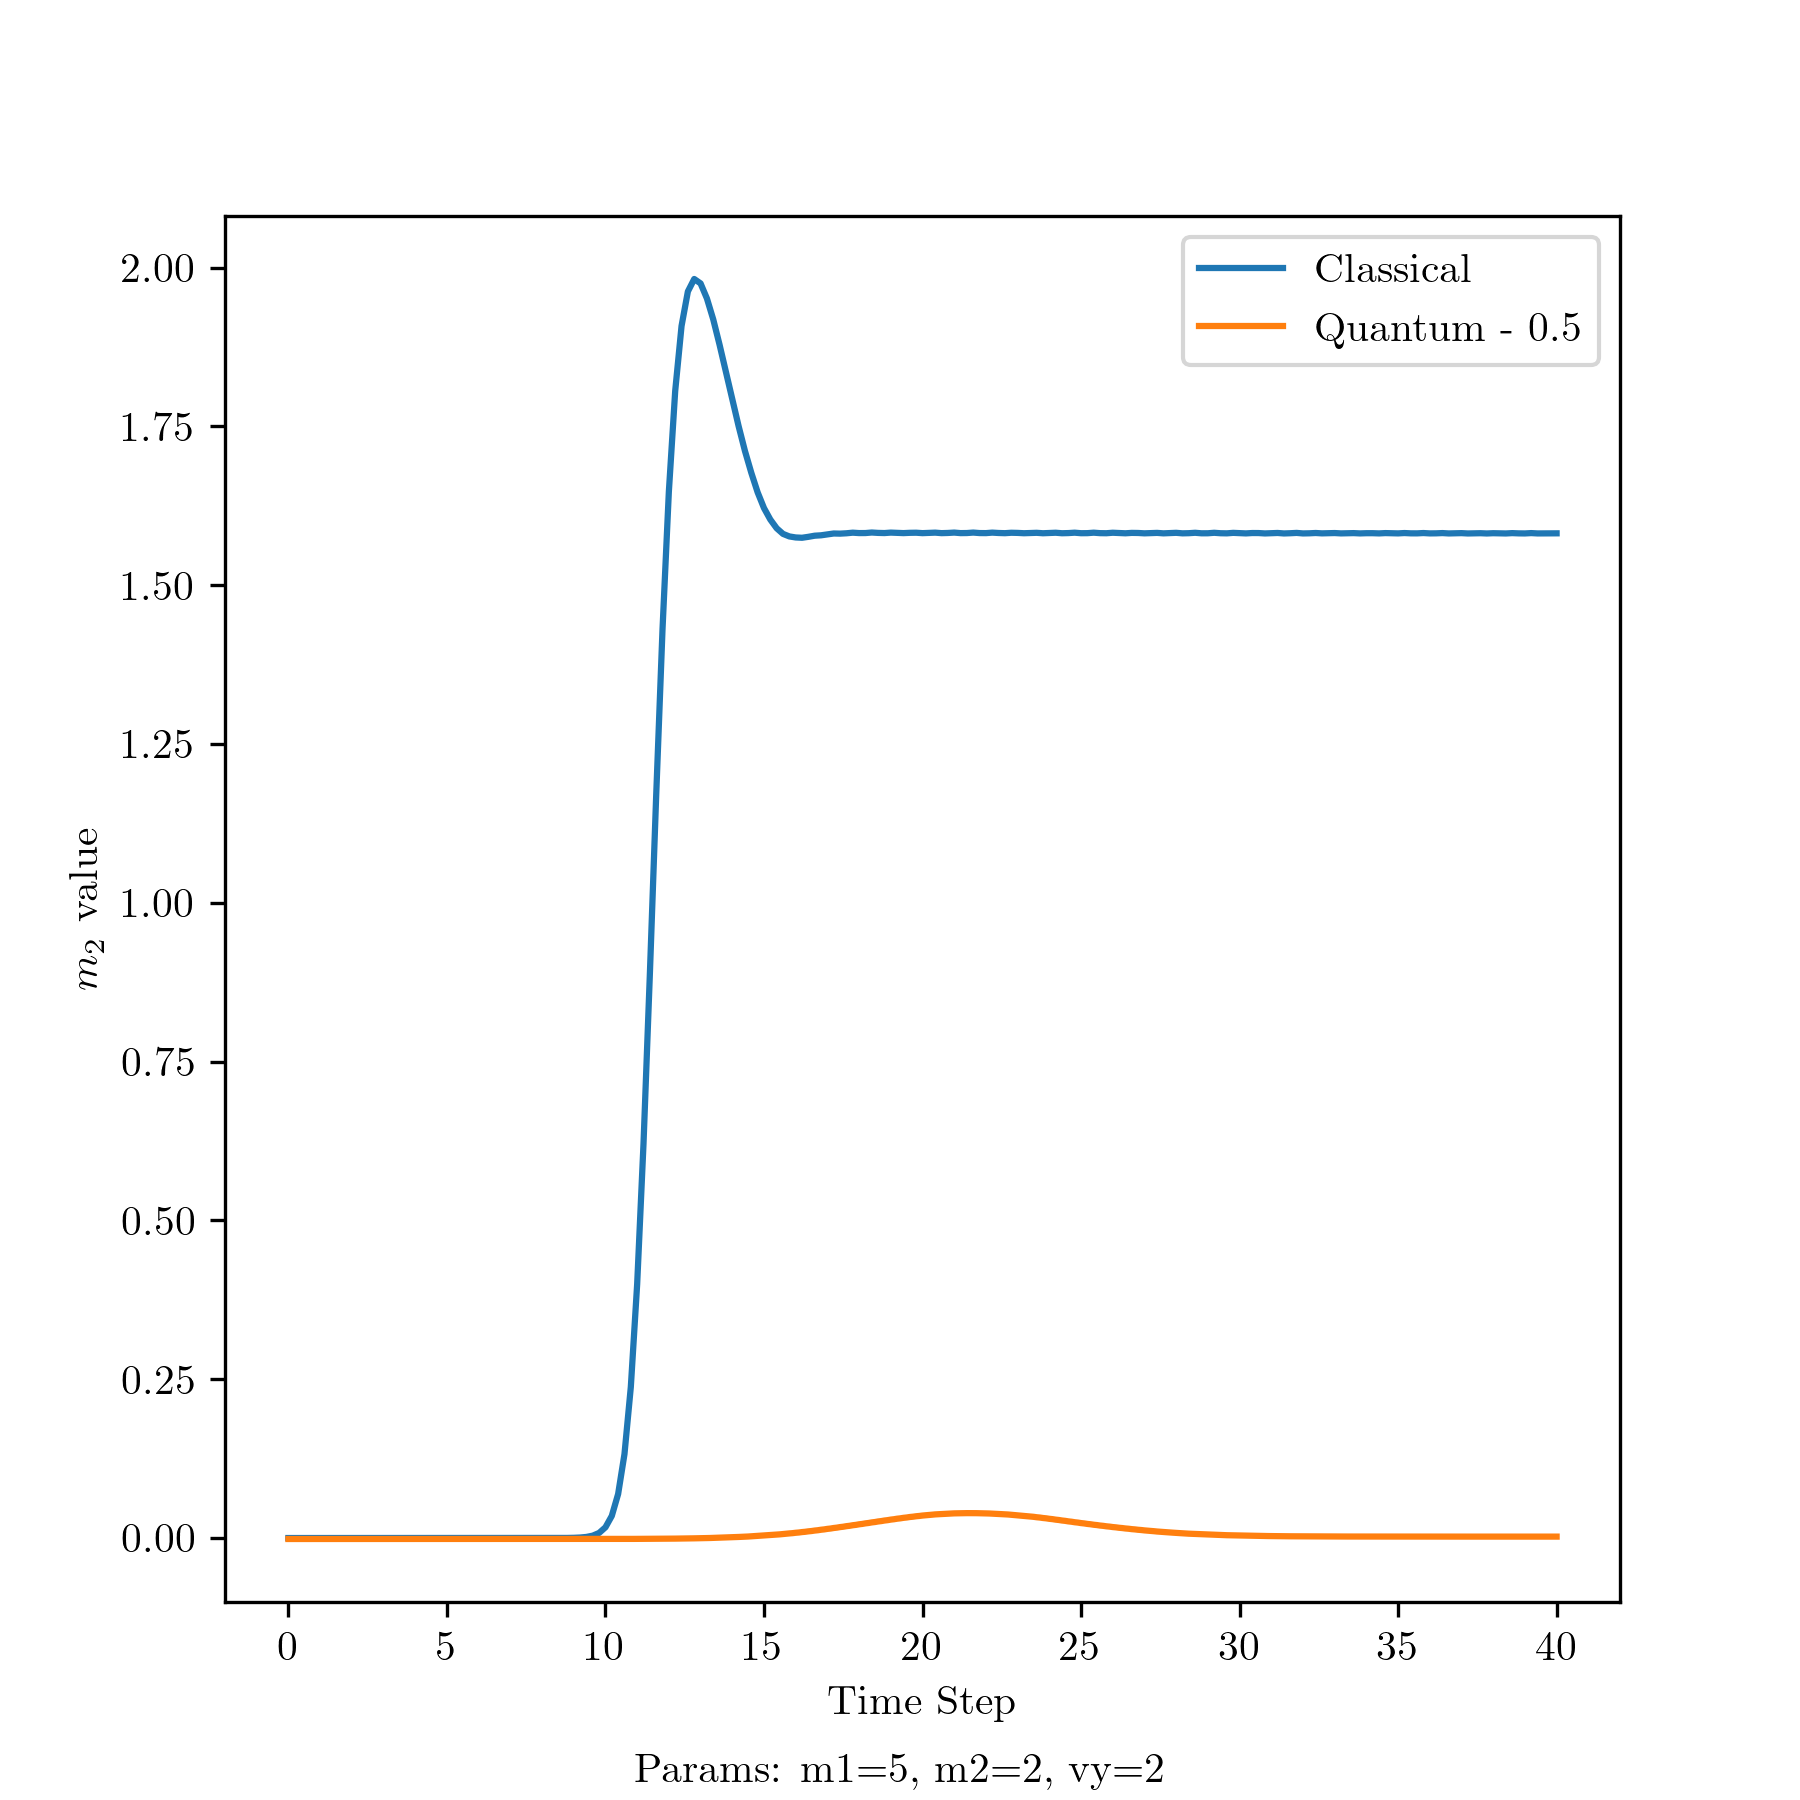 Classical
Quantum - 0.5
2.00
1.75
1.50
1.25
1.00
0.75
0.50
0.25
0.00
m₂ value
0 5 10 15 20 25 30 35 40
Time Step
Params: m1=5, m2=2, vy=2